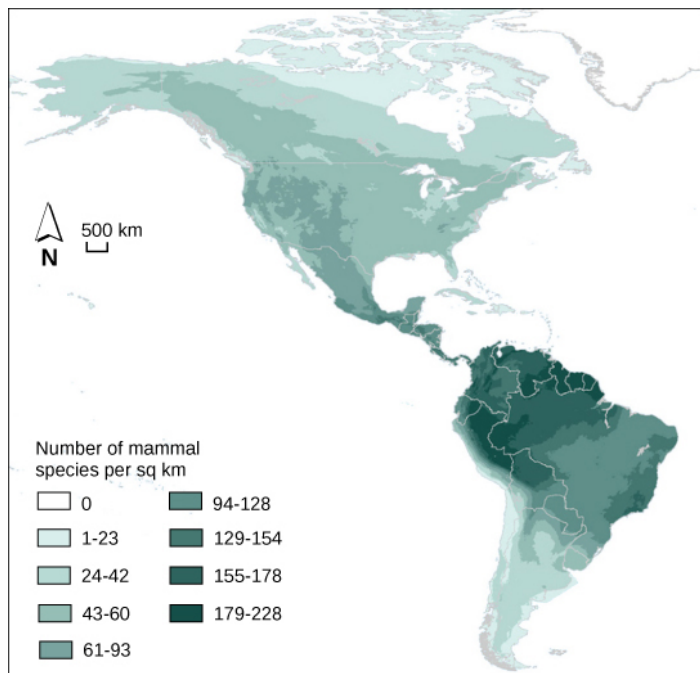 500 km
N
Number of mammal
species per sq km
0
1-23
24-42
43-60
61-93
94-128
129-154
155-178
179-228